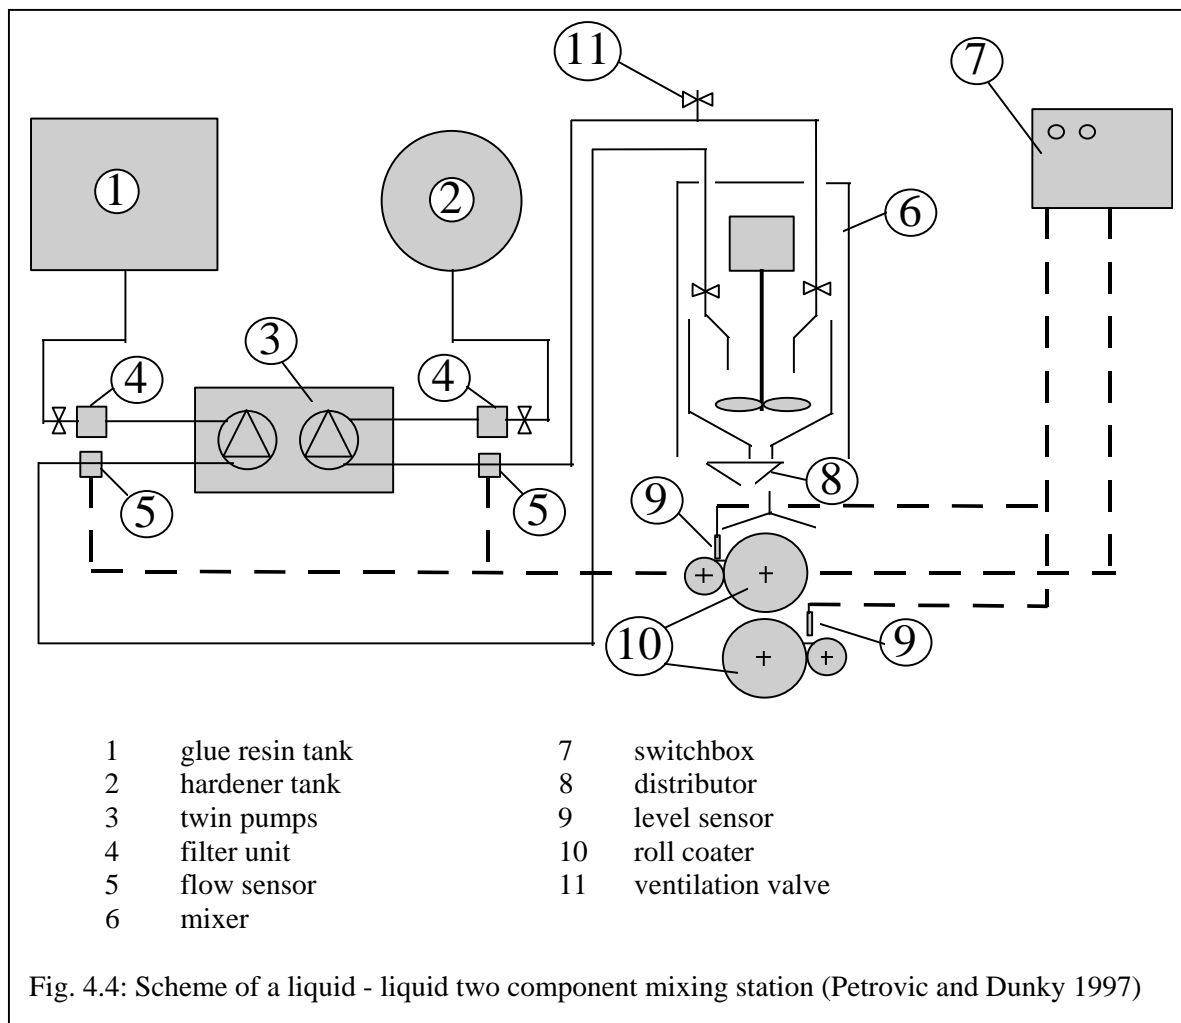 11
7
1
2
6
3
4
4
8
9
5
5
10
9
1 glue resin tank
2 hardener tank
3 twin pumps
4 filter unit
5 flow sensor
6 mixer
7 switchbox
8 distributor
9 level sensor
10 roll coater
11 ventilation valve
Fig. 4.4: Scheme of a liquid - liquid two component mixing station (Petrovic and Dunky 1997)